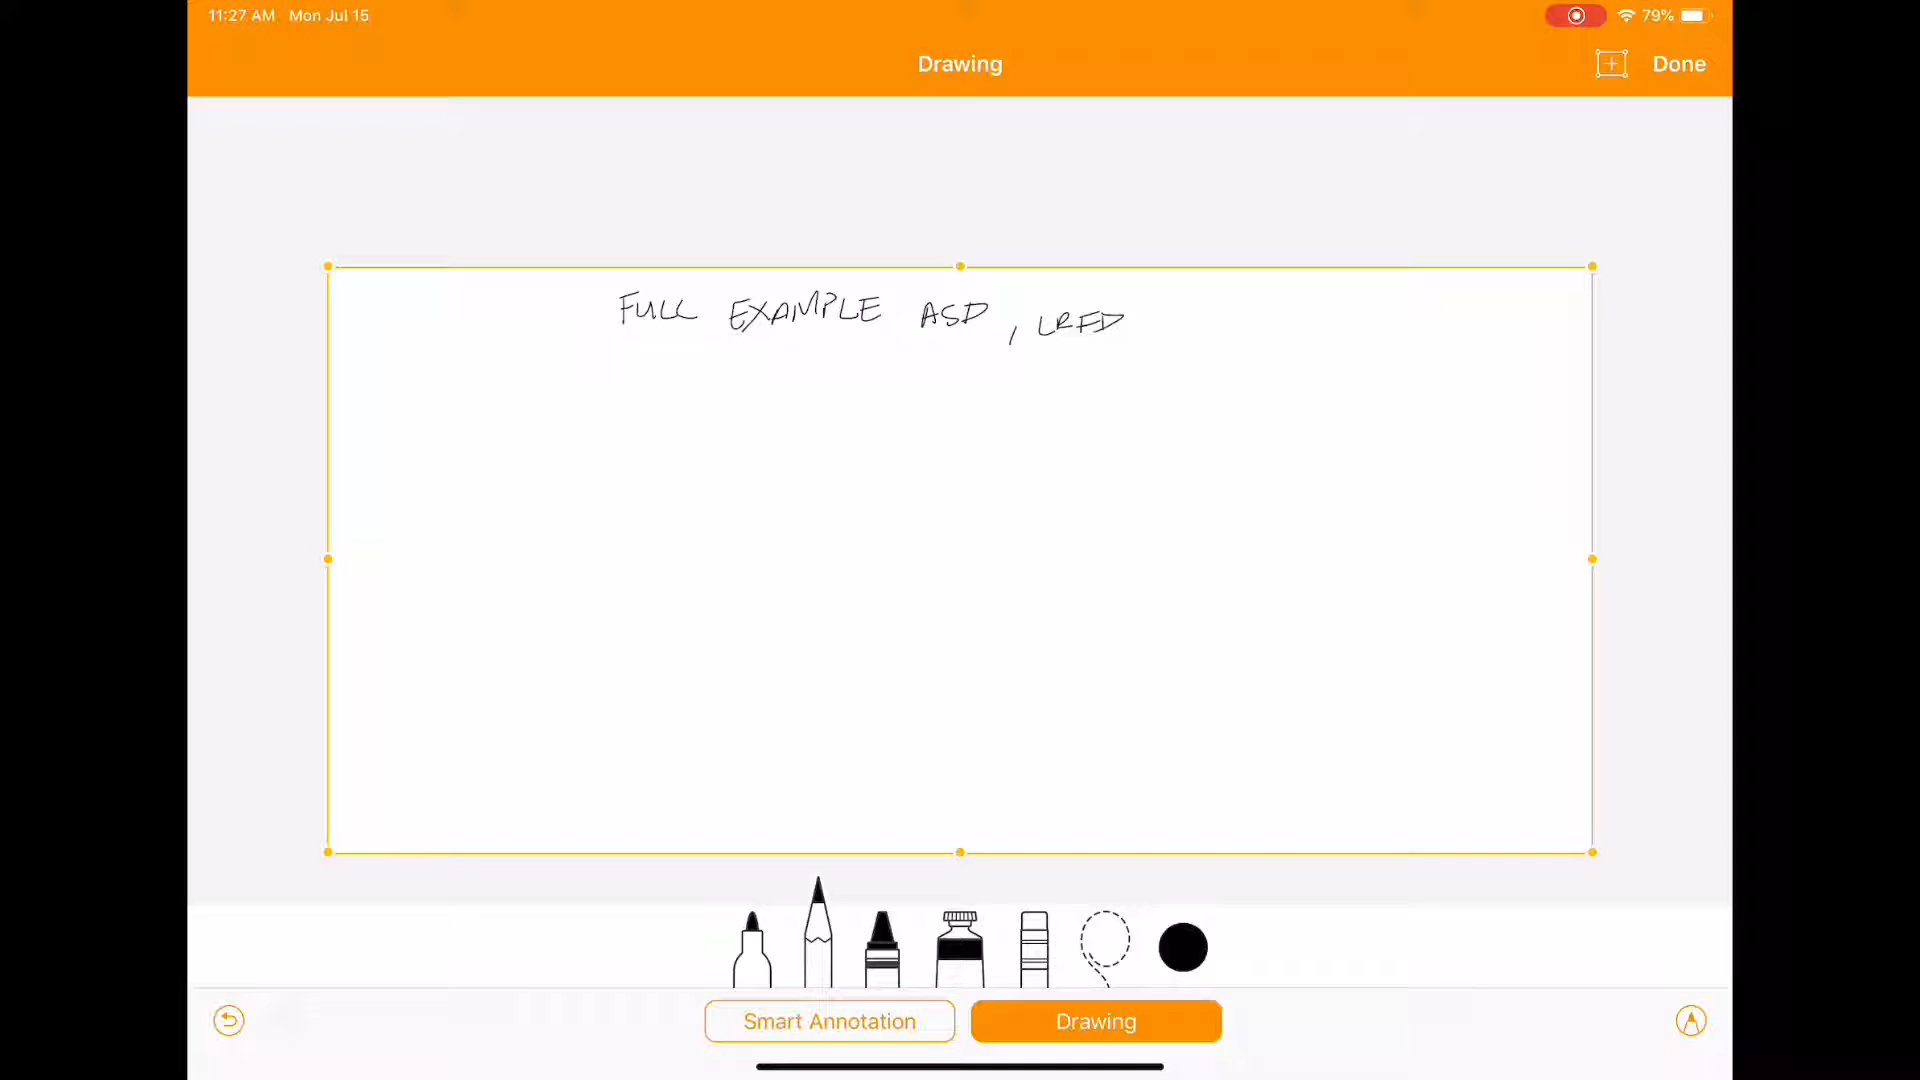 11:27 AM Mon Jul 15 79%
Drawing Done
FULL EXAMPLE ASD, LRFD
Smart Annotation Drawing